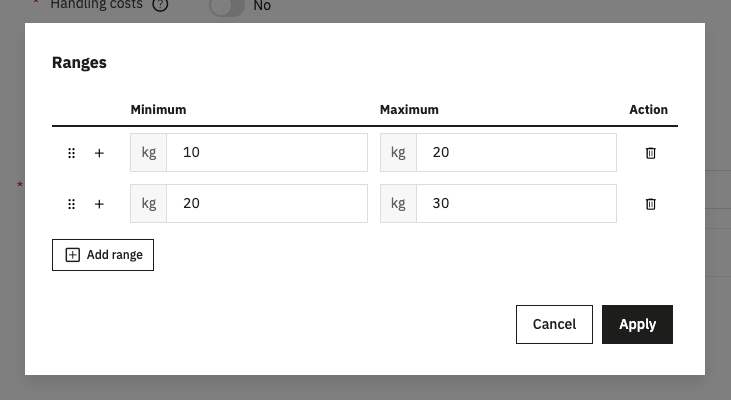 * Handling costs ? No
Ranges
Minimum Maximum Action
+ kg 10 kg 20
+ kg 20 kg 30
*
Add range
Cancel Apply